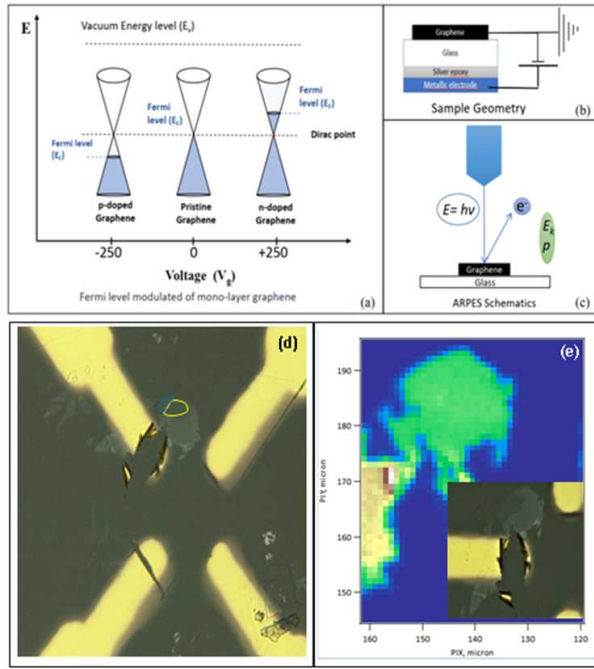 E
Vacuum Energy level (Eᵥ)
Fermi
level (E_F)
Fermi
level (E_F)
Fermi level
(E_F)
Dirac point
p-doped
Graphene
Pristine
Graphene
n-doped
Graphene
-250
0
+250
Voltage (V_g)
Fermi level modulated of mono-layer graphene
(a)
Graphene
Glass
Silver epoxy
Metallic electrode
Sample Geometry
(b)
E= hν
e⁻
E_k
p
Graphene
Glass
ARPES Schematics
(c)
(d)
(e)
190
180
170
160
150
PIY, micron
160
150
140
130
120
PIX, micron